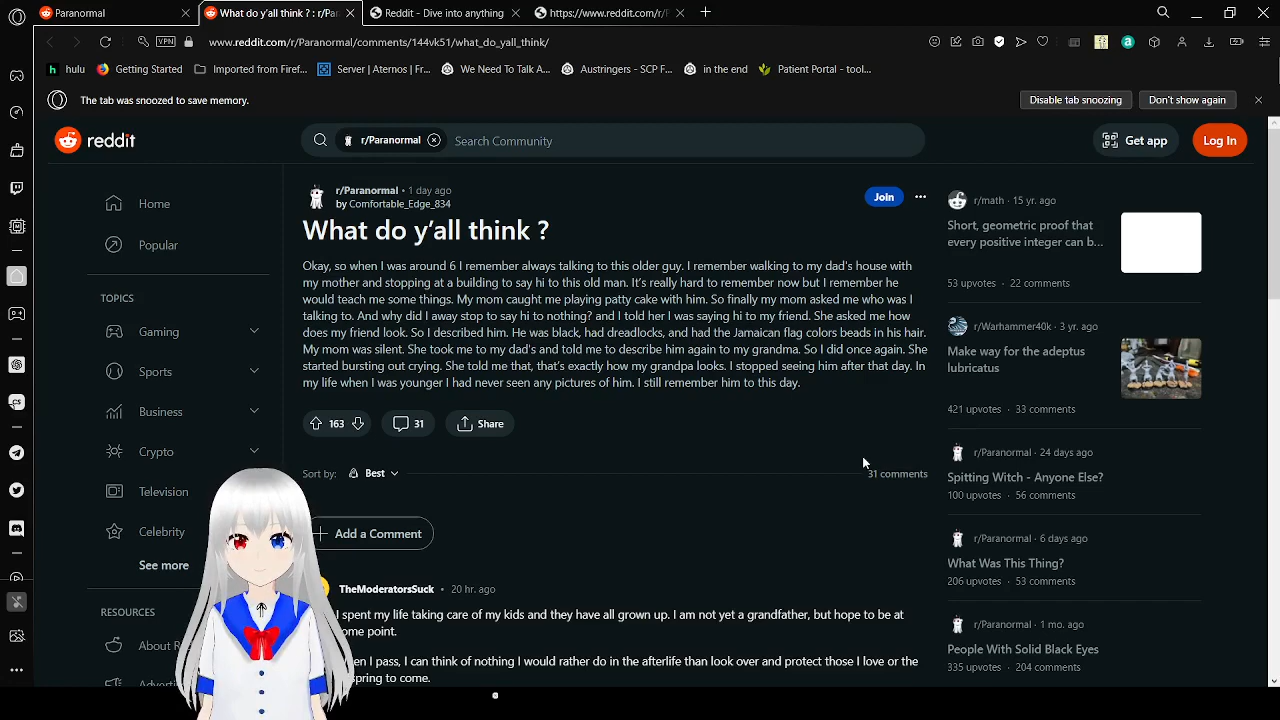 Paranormal
What do y'all think ? : r/Par
Reddit - Dive into anything
https://www.reddit.com/r/F
VPN
www.reddit.com/r/Paranormal/comments/144vk51/what_do_yall_think/
hulu
Getting Started
Imported from Firef...
Server | Aternos | Fr...
We Need To Talk A...
Austringers - SCP F...
in the end
Patient Portal - tool...
The tab was snoozed to save memory.
Disable tab snoozing
Don't show again
reddit
r/Paranormal
Search Community
Get app
Log In
Home
Popular
TOPICS
Gaming
Sports
Business
Crypto
Television
Celebrity
See more
RESOURCES
About Re
Adverti
r/Paranormal • 1 day ago
by Comfortable_Edge_834
Join
What do y'all think ?
Okay, so when I was around 6 I remember always talking to this older guy. I remember walking to my dad's house with
my mother and stopping at a building to say hi to this old man. It's really hard to remember now but I remember he
would teach me some things. My mom caught me playing patty cake with him. So finally my mom asked me who was I
talking to. And why did I away stop to say hi to nothing? and I told her I was saying hi to my friend. She asked me how
does my friend look. So I described him. He was black, had dreadlocks, and had the Jamaican flag colors beads in his hair.
My mom was silent. She took me to my dad's and told me to describe him again to my grandma. So I did once again. She
started bursting out crying. She told me that, that's exactly how my grandpa looks. I stopped seeing him after that day. In
my life when I was younger I had never seen any pictures of him. I still remember him to this day.
163
31
Share
Sort by:
Best
31 comments
Add a Comment
TheModeratorsSuck • 20 hr. ago
I spent my life taking care of my kids and they have all grown up. I am not yet a grandfather, but hope to be at
ome point.
en I pass, I can think of nothing I would rather do in the afterlife than look over and protect those I love or the
spring to come.
r/math • 15 yr. ago
Short, geometric proof that
every positive integer can b...
53 upvotes • 22 comments
r/Warhammer40k • 3 yr. ago
Make way for the adeptus
lubricatus
421 upvotes • 33 comments
r/Paranormal • 24 days ago
Spitting Witch - Anyone Else?
100 upvotes • 56 comments
r/Paranormal • 6 days ago
What Was This Thing?
206 upvotes • 53 comments
r/Paranormal • 1 mo. ago
People With Solid Black Eyes
335 upvotes • 204 comments